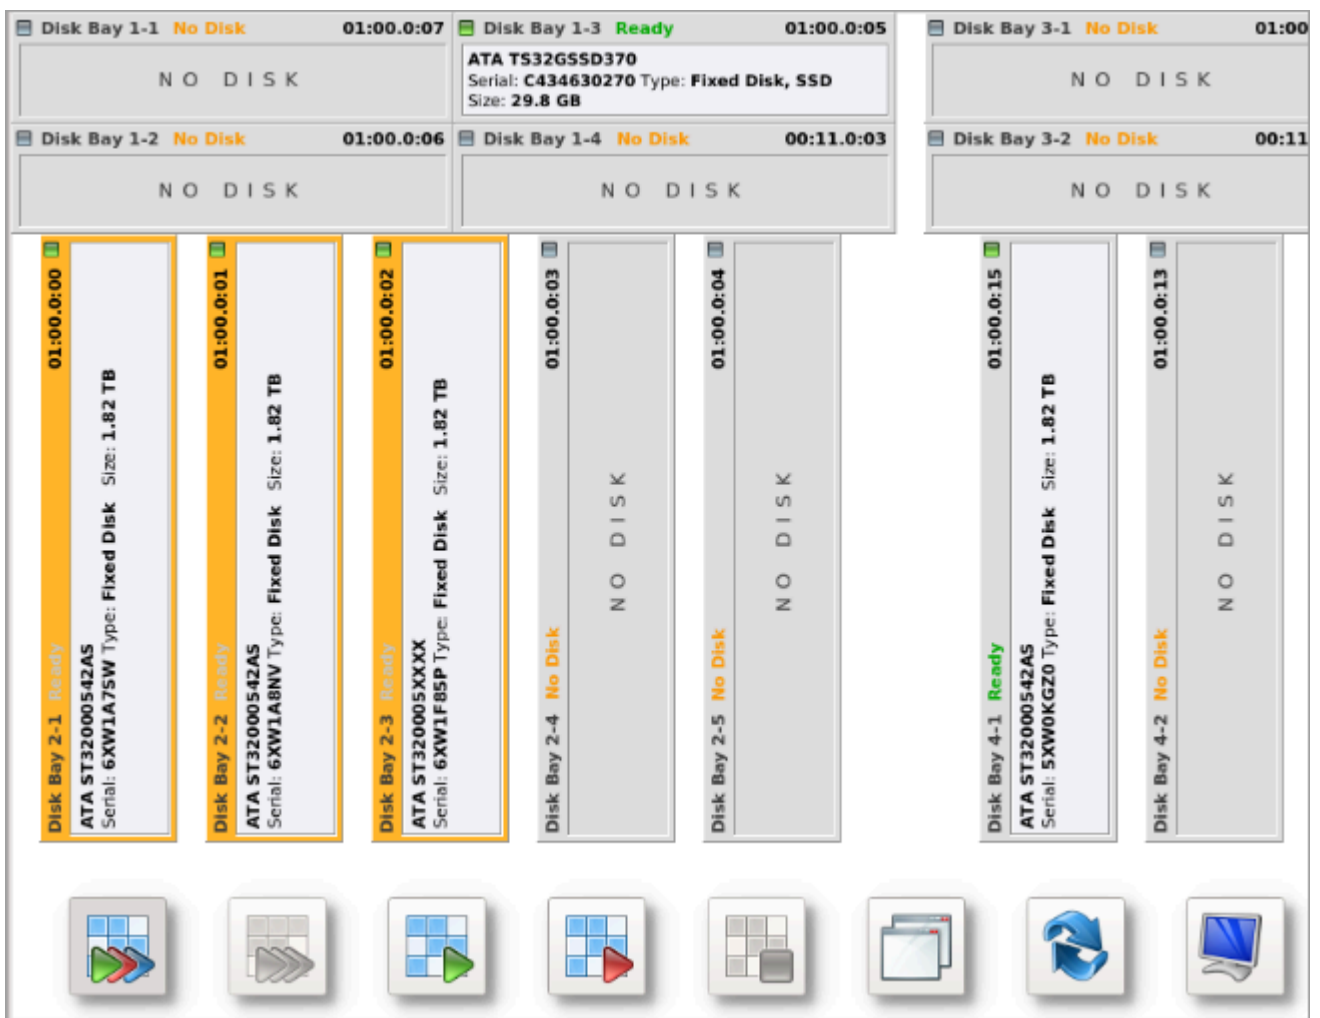 Disk Bay 1-1 No Disk 01:00.0:07
NO DISK
Disk Bay 1-3 Ready 01:00.0:05
ATA TS32GSSD370
Serial: C434630270 Type: Fixed Disk, SSD
Size: 29.8 GB
Disk Bay 3-1 No Disk 01:00
NO DISK
Disk Bay 1-2 No Disk 01:00.0:06
NO DISK
Disk Bay 1-4 No Disk 00:11.0:03
NO DISK
Disk Bay 3-2 No Disk 00:11
NO DISK
Disk Bay 2-1 Ready 01:00.0:00
ATA ST32000542AS
Serial: 6XW1A7SW Type: Fixed Disk Size: 1.82 TB
Disk Bay 2-2 Ready 01:00.0:01
ATA ST32000542AS
Serial: 6XW1A8NV Type: Fixed Disk Size: 1.82 TB
Disk Bay 2-3 Ready 01:00.0:02
ATA ST320005XXXX
Serial: 6XW1F85P Type: Fixed Disk Size: 1.82 TB
Disk Bay 2-4 No Disk 01:00.0:03
NO DISK
Disk Bay 2-5 No Disk 01:00.0:04
NO DISK
Disk Bay 4-1 Ready 01:00.0:15
ATA ST32000542AS
Serial: 5XW0KGZ0 Type: Fixed Disk Size: 1.82 TB
Disk Bay 4-2 No Disk 01:00.0:13
NO DISK